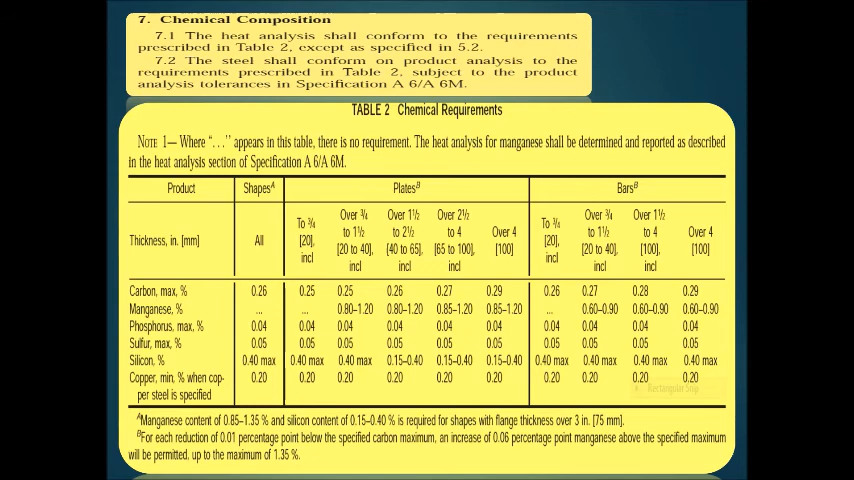 7. Chemical Composition
7.1 The heat analysis shall conform to the requirements
prescribed in Table 2, except as specified in 5.2.
7.2 The steel shall conform on product analysis to the
requirements prescribed in Table 2, subject to the product
analysis tolerances in Specification A 6/A 6M.
TABLE 2 Chemical Requirements
NOTE 1—Where "..." appears in this table, there is no requirement. The heat analysis for manganese shall be determined and reported as described
in the heat analysis section of Specification A 6/A 6M.
Product Shapes^A Plates^B Bars^B
Thickness, in. [mm] All To ¾ [20], incl Over ¾ to 1½ [20 to 40], incl Over 1½ to 2½ [40 to 65], incl Over 2½ to 4 [65 to 100], incl Over 4 [100] To ¾ [20], incl Over ¾ to 1½ [20 to 40], incl Over 1½ to 4 [100], incl Over 4 [100]
Carbon, max, % 0.26 0.25 0.25 0.26 0.27 0.29 0.26 0.27 0.28 0.29
Manganese, % ... ... 0.80–1.20 0.80–1.20 0.85–1.20 0.85–1.20 ... 0.60–0.90 0.60–0.90 0.60–0.90
Phosphorus, max, % 0.04 0.04 0.04 0.04 0.04 0.04 0.04 0.04 0.04 0.04
Sulfur, max, % 0.05 0.05 0.05 0.05 0.05 0.05 0.05 0.05 0.05 0.05
Silicon, % 0.40 max 0.40 max 0.40 max 0.15–0.40 0.15–0.40 0.15–0.40 0.40 max 0.40 max 0.40 max 0.40 max
Copper, min, % when cop- 0.20 0.20 0.20 0.20 0.20 0.20 0.20 0.20 0.20 0.20
per steel is specified
Rectangular Snip
^A Manganese content of 0.85–1.35 % and silicon content of 0.15–0.40 % is required for shapes with flange thickness over 3 in. [75 mm].
^B For each reduction of 0.01 percentage point below the specified carbon maximum, an increase of 0.06 percentage point manganese above the specified maximum
will be permitted, up to the maximum of 1.35 %.